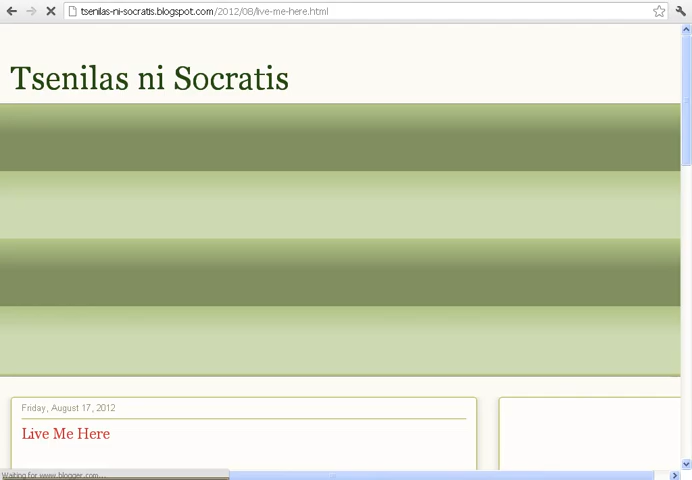 tsenilas-ni-socratis.blogspot.com/2012/08/live-me-here.html
Tsenilas ni Socratis
Friday, August 17, 2012
Live Me Here
Waiting for www.blogger.com...